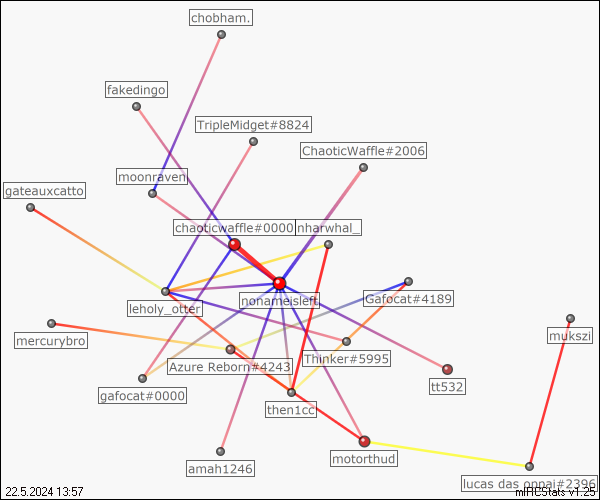 chobham.
fakedingo
TripleMidget#8824
ChaoticWaffle#2006
moonraven
gateauxcatto
chaoticwaffle#0000
nharwhal_
nonameisleft
Gafocat#4189
leholy_otter
mukszi
mercurybro
Azure Reborn#4243
Thinker#5995
tt532
gafocat#0000
then1cc
motorthud
amah1246
lucas das oppai#2396
22.5.2024 13:57
mIRCStats v1.25